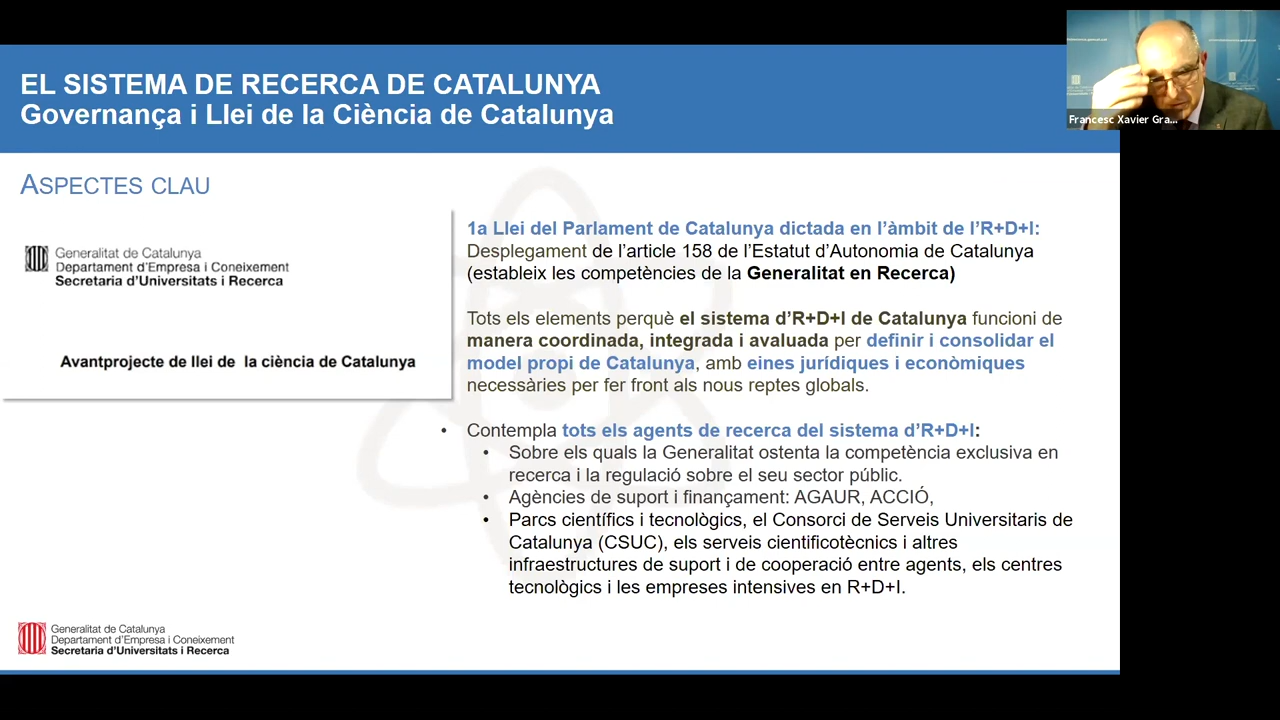 EL SISTEMA DE RECERCA DE CATALUNYA
Governança i Llei de la Ciència de Catalunya
Francesc Xavier Gra...
ASPECTES CLAU
Generalitat de Catalunya
Departament d'Empresa i Coneixement
Secretaria d'Universitats i Recerca
Avantprojecte de llei de la ciència de Catalunya
1a Llei del Parlament de Catalunya dictada en l'àmbit de l'R+D+I:
Desplegament de l'article 158 de l'Estatut d'Autonomia de Catalunya
(estableix les competències de la Generalitat en Recerca)
Tots els elements perquè el sistema d'R+D+I de Catalunya funcioni de
manera coordinada, integrada i avaluada per definir i consolidar el
model propi de Catalunya, amb eines jurídiques i econòmiques
necessàries per fer front als nous reptes globals.
• Contempla tots els agents de recerca del sistema d'R+D+I:
• Sobre els quals la Generalitat ostenta la competència exclusiva en
recerca i la regulació sobre el seu sector públic.
• Agències de suport i finançament: AGAUR, ACCIÓ,
• Parcs científics i tecnològics, el Consorci de Serveis Universitaris de
Catalunya (CSUC), els serveis cientificotècnics i altres
infraestructures de suport i de cooperació entre agents, els centres
tecnològics i les empreses intensives en R+D+I.
Generalitat de Catalunya
Departament d'Empresa i Coneixement
Secretaria d'Universitats i Recerca